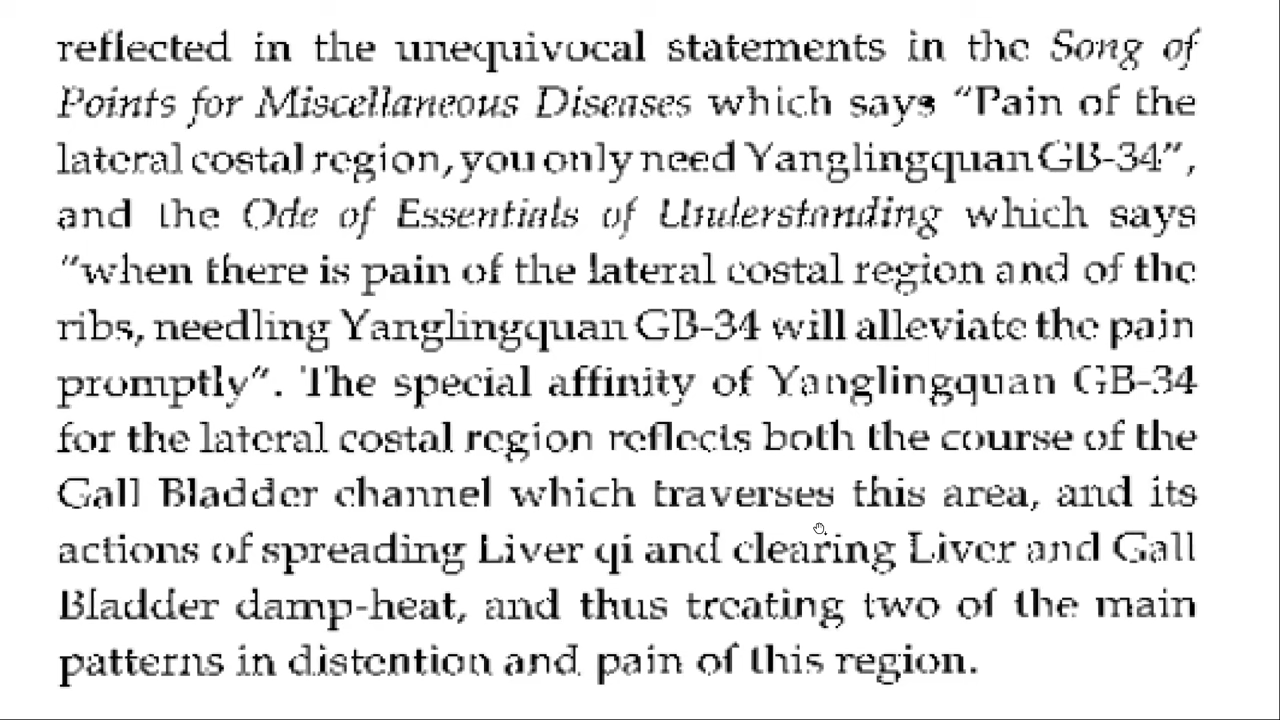 reflected in the unequivocal statements in the Song of
Points for Miscellaneous Diseases which says “Pain of the
lateral costal region, you only need Yanglingquan GB-34”,
and the Ode of Essentials of Understanding which says
“when there is pain of the lateral costal region and of the
ribs, needling Yanglingquan GB-34 will alleviate the pain
promptly”. The special affinity of Yanglingquan GB-34
for the lateral costal region reflects both the course of the
Gall Bladder channel which traverses this area, and its
actions of spreading Liver qi and clearing Liver and Gall
Bladder damp-heat, and thus treating two of the main
patterns in distention and pain of this region.